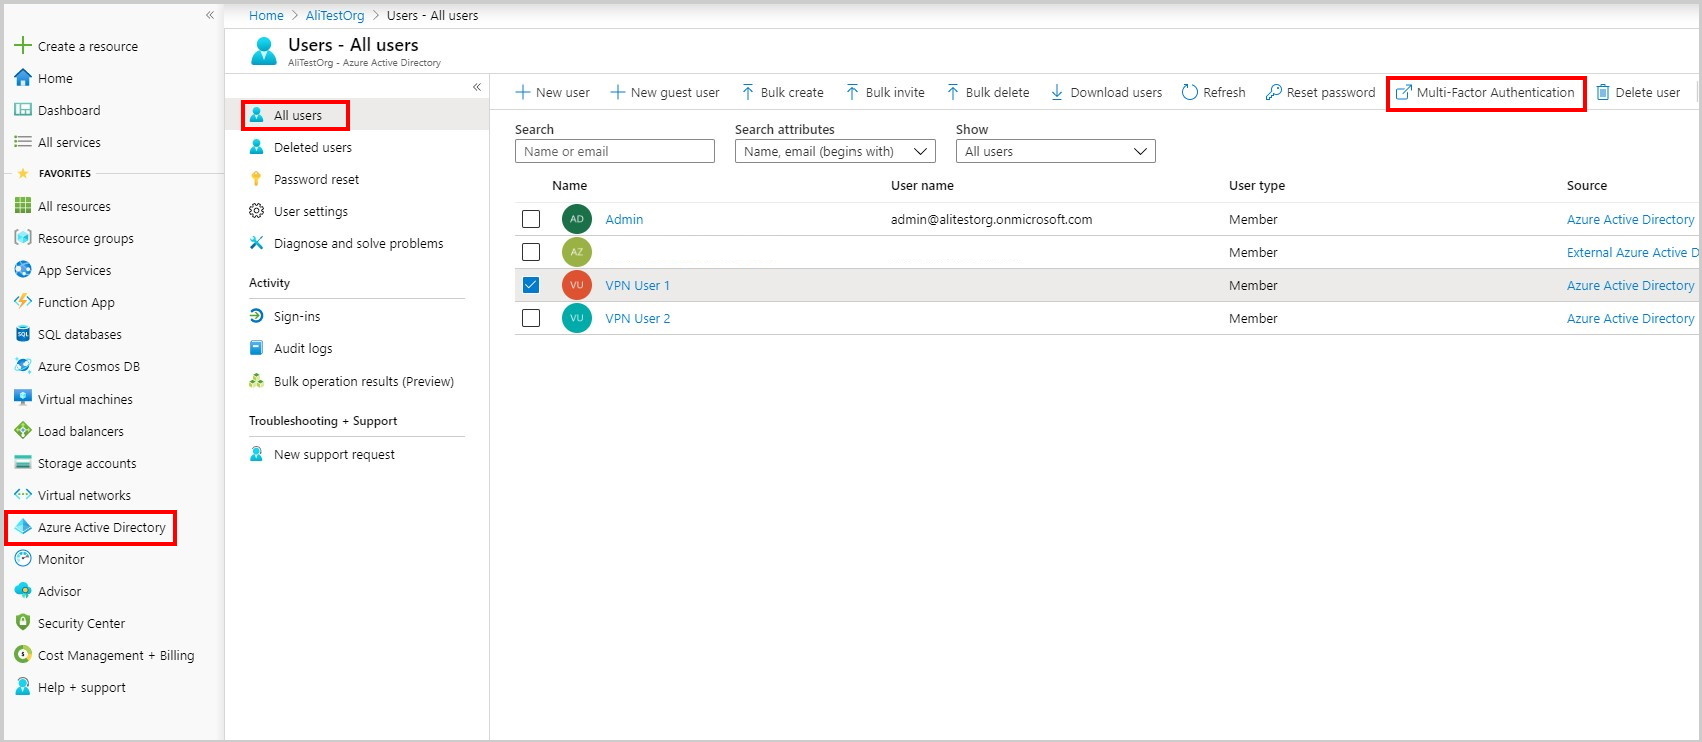 Home > AliTestOrg > Users - All users
Users - All users
AliTestOrg - Azure Active Directory
Create a resource
Home
Dashboard
All services
FAVORITES
All resources
Resource groups
App Services
Function App
SQL databases
Azure Cosmos DB
Virtual machines
Load balancers
Storage accounts
Virtual networks
Azure Active Directory
Monitor
Advisor
Security Center
Cost Management + Billing
Help + support
All users
Deleted users
Password reset
User settings
Diagnose and solve problems
Activity
Sign-ins
Audit logs
Bulk operation results (Preview)
Troubleshooting + Support
New support request
New user New guest user Bulk create Bulk invite Bulk delete Download users Refresh Reset password Multi-Factor Authentication Delete user
Search Search attributes Show
Name or email Name, email (begins with) All users
Name User name User type Source
AD Admin admin@alitestorg.onmicrosoft.com Member Azure Active Directory
AZ Member External Azure Active D
VU VPN User 1 Member Azure Active Directory
VU VPN User 2 Member Azure Active Directory